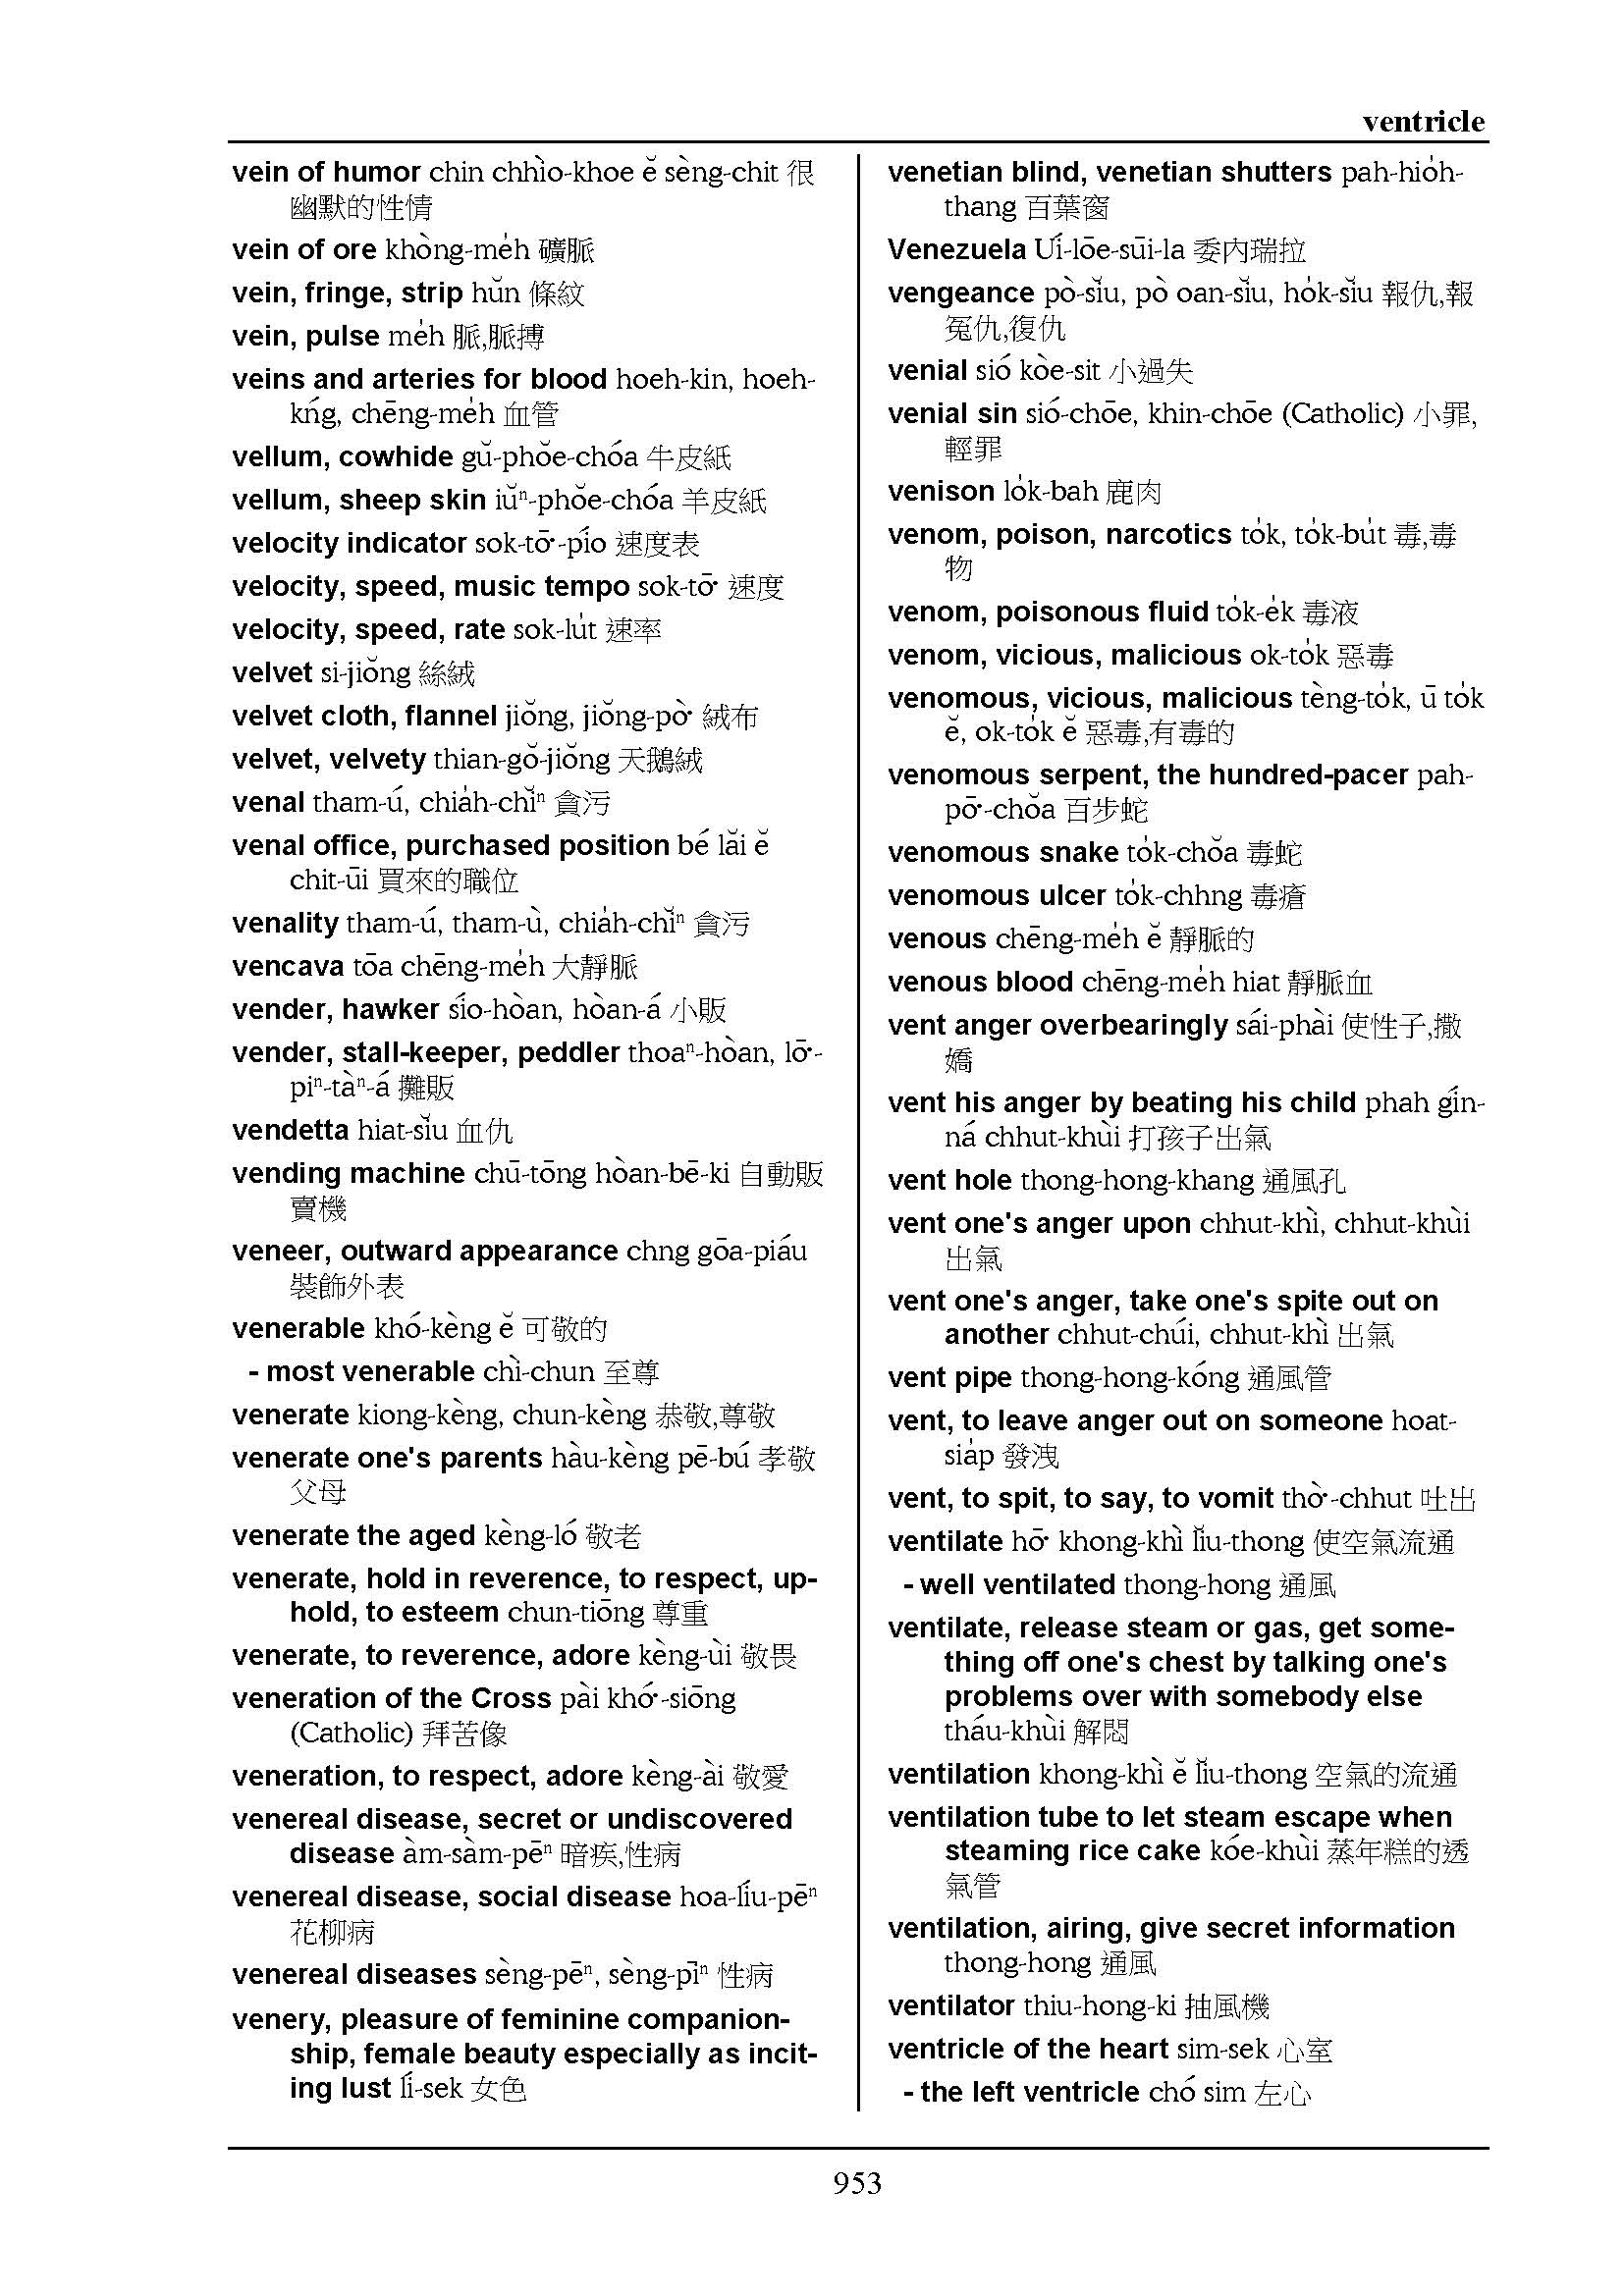 ventricle
vein of humor chin chhìo-khoe ĕ sèng-chit 很
幽默的性情
vein of ore khòng-me̍h 礦脈
vein, fringe, strip hŭn 條紋
vein, pulse me̍h 脈,脈搏
veins and arteries for blood hoeh-kin, hoeh-
kńg, chēng-me̍h 血管
vellum, cowhide gŭ-phŏe-chóa 牛皮紙
vellum, sheep skin iŭⁿ-phŏe-chóa 羊皮紙
velocity indicator sok-tō͘-pío 速度表
velocity, speed, music tempo sok-tō͘ 速度
velocity, speed, rate sok-lu̍t 速率
velvet si-jiŏng 絲絨
velvet cloth, flannel jiŏng, jiŏng-pò͘ 絨布
velvet, velvety thian-gŏ-jiŏng 天鵝絨
venal tham-ú, chia̍h-chĭⁿ 貪污
venal office, purchased position bé lăi ĕ
chit-ūi 買來的職位
venality tham-ú, tham-ù, chia̍h-chĭⁿ 貪污
vencava tōa chēng-me̍h 大靜脈
vender, hawker sío-hòan, hòan-á 小販
vender, stall-keeper, peddler thoaⁿ-hòan, lō͘-
piⁿ-tàⁿ-á 攤販
vendetta hiat-sĭu 血仇
vending machine chū-tōng hòan-bē-ki 自動販
賣機
veneer, outward appearance chng gōa-piáu
裝飾外表
venerable khó-kèng ĕ 可敬的
- most venerable chì-chun 至尊
venerate kiong-kèng, chun-kèng 恭敬,尊敬
venerate one's parents hàu-kèng pē-bú 孝敬
父母
venerate the aged kèng-ló 敬老
venerate, hold in reverence, to respect, up-
hold, to esteem chun-tiōng 尊重
venerate, to reverence, adore kèng-ùi 敬畏
veneration of the Cross pài khó͘-siōng
(Catholic) 拜苦像
veneration, to respect, adore kèng-ài 敬愛
venereal disease, secret or undiscovered
disease àm-sàm-pēⁿ 暗疾,性病
venereal disease, social disease hoa-líu-pēⁿ
花柳病
venereal diseases sèng-pēⁿ, sèng-pīⁿ 性病
venery, pleasure of feminine companion-
ship, female beauty especially as incit-
ing lust lí-sek 女色
venetian blind, venetian shutters pah-hio̍h-
thang 百葉窗
Venezuela Uí-lōe-sūi-la 委內瑞拉
vengeance pò-sĭu, pò oan-sĭu, ho̍k-sĭu 報仇,報
冤仇,復仇
venial sió kòe-sit 小過失
venial sin sió-chōe, khin-chōe (Catholic) 小罪,
輕罪
venison lo̍k-bah 鹿肉
venom, poison, narcotics to̍k, to̍k-bu̍t 毒,毒
物
venom, poisonous fluid to̍k-e̍k 毒液
venom, vicious, malicious ok-to̍k 惡毒
venomous, vicious, malicious tèng-to̍k, ū to̍k
ĕ, ok-to̍k ĕ 惡毒,有毒的
venomous serpent, the hundred-pacer pah-
pō͘-chŏa 百步蛇
venomous snake to̍k-chŏa 毒蛇
venomous ulcer to̍k-chhng 毒瘡
venous chēng-me̍h ĕ 靜脈的
venous blood chēng-me̍h hiat 靜脈血
vent anger overbearingly sái-phài 使性子,撒
嬌
vent his anger by beating his child phah gín-
ná chhut-khùi 打孩子出氣
vent hole thong-hong-khang 通風孔
vent one's anger upon chhut-khì, chhut-khùi
出氣
vent one's anger, take one's spite out on
another chhut-chúi, chhut-khì 出氣
vent pipe thong-hong-kóng 通風管
vent, to leave anger out on someone hoat-
sia̍p 發洩
vent, to spit, to say, to vomit thò͘-chhut 吐出
ventilate hō͘ khong-khì lĭu-thong 使空氣流通
- well ventilated thong-hong 通風
ventilate, release steam or gas, get some-
thing off one's chest by talking one's
problems over with somebody else
tháu-khùi 解悶
ventilation khong-khì ĕ lĭu-thong 空氣的流通
ventilation tube to let steam escape when
steaming rice cake kóe-khùi 蒸年糕的透
氣管
ventilation, airing, give secret information
thong-hong 通風
ventilator thiu-hong-ki 抽風機
ventricle of the heart sim-sek 心室
- the left ventricle chó sim 左心
953